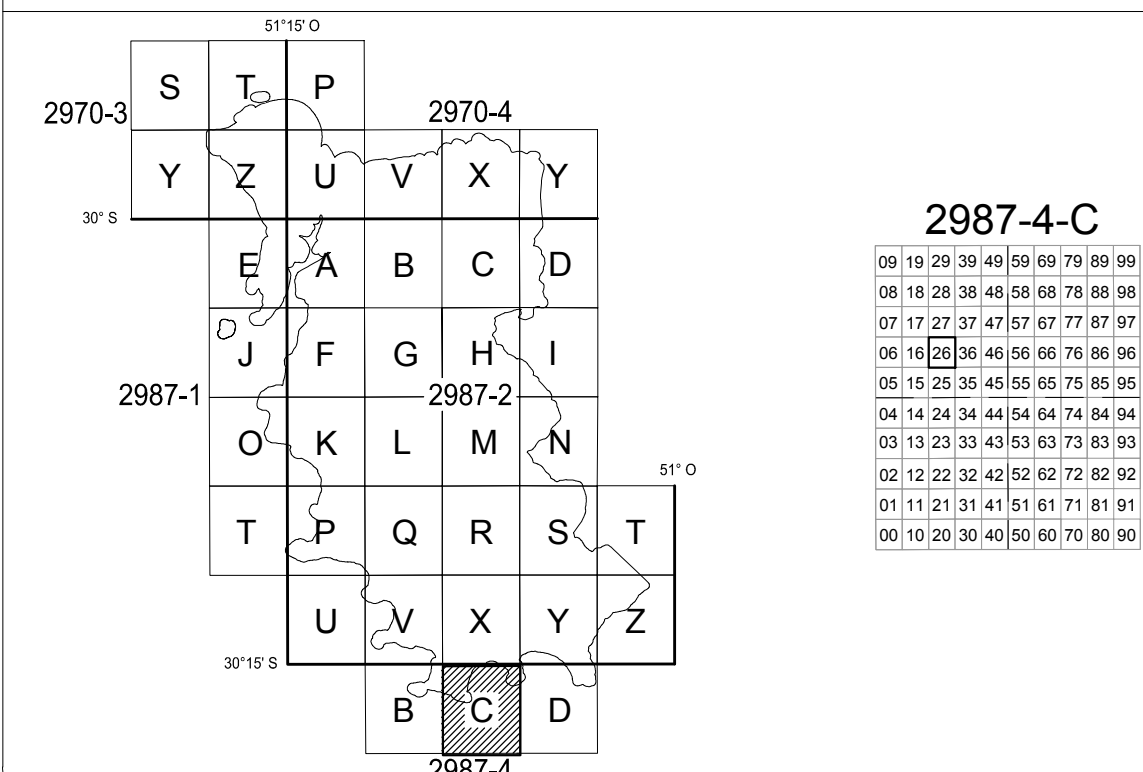 51°15' O
S T P
2970-3
2970-4
Y Z U V X Y
30° S
E A B C D
J F G H I
2987-1
2987-2
O K L M N
51° O
T P Q R S T
U V X Y Z
30°15' S
B C D
2987-4
2987-4-C
09 19 29 39 49 59 69 79 89 99
08 18 28 38 48 58 68 78 88 98
07 17 27 37 47 57 67 77 87 97
06 16 26 36 46 56 66 76 86 96
05 15 25 35 45 55 65 75 85 95
04 14 24 34 44 54 64 74 84 94
03 13 23 33 43 53 63 73 83 93
02 12 22 32 42 52 62 72 82 92
01 11 21 31 41 51 61 71 81 91
00 10 20 30 40 50 60 70 80 90